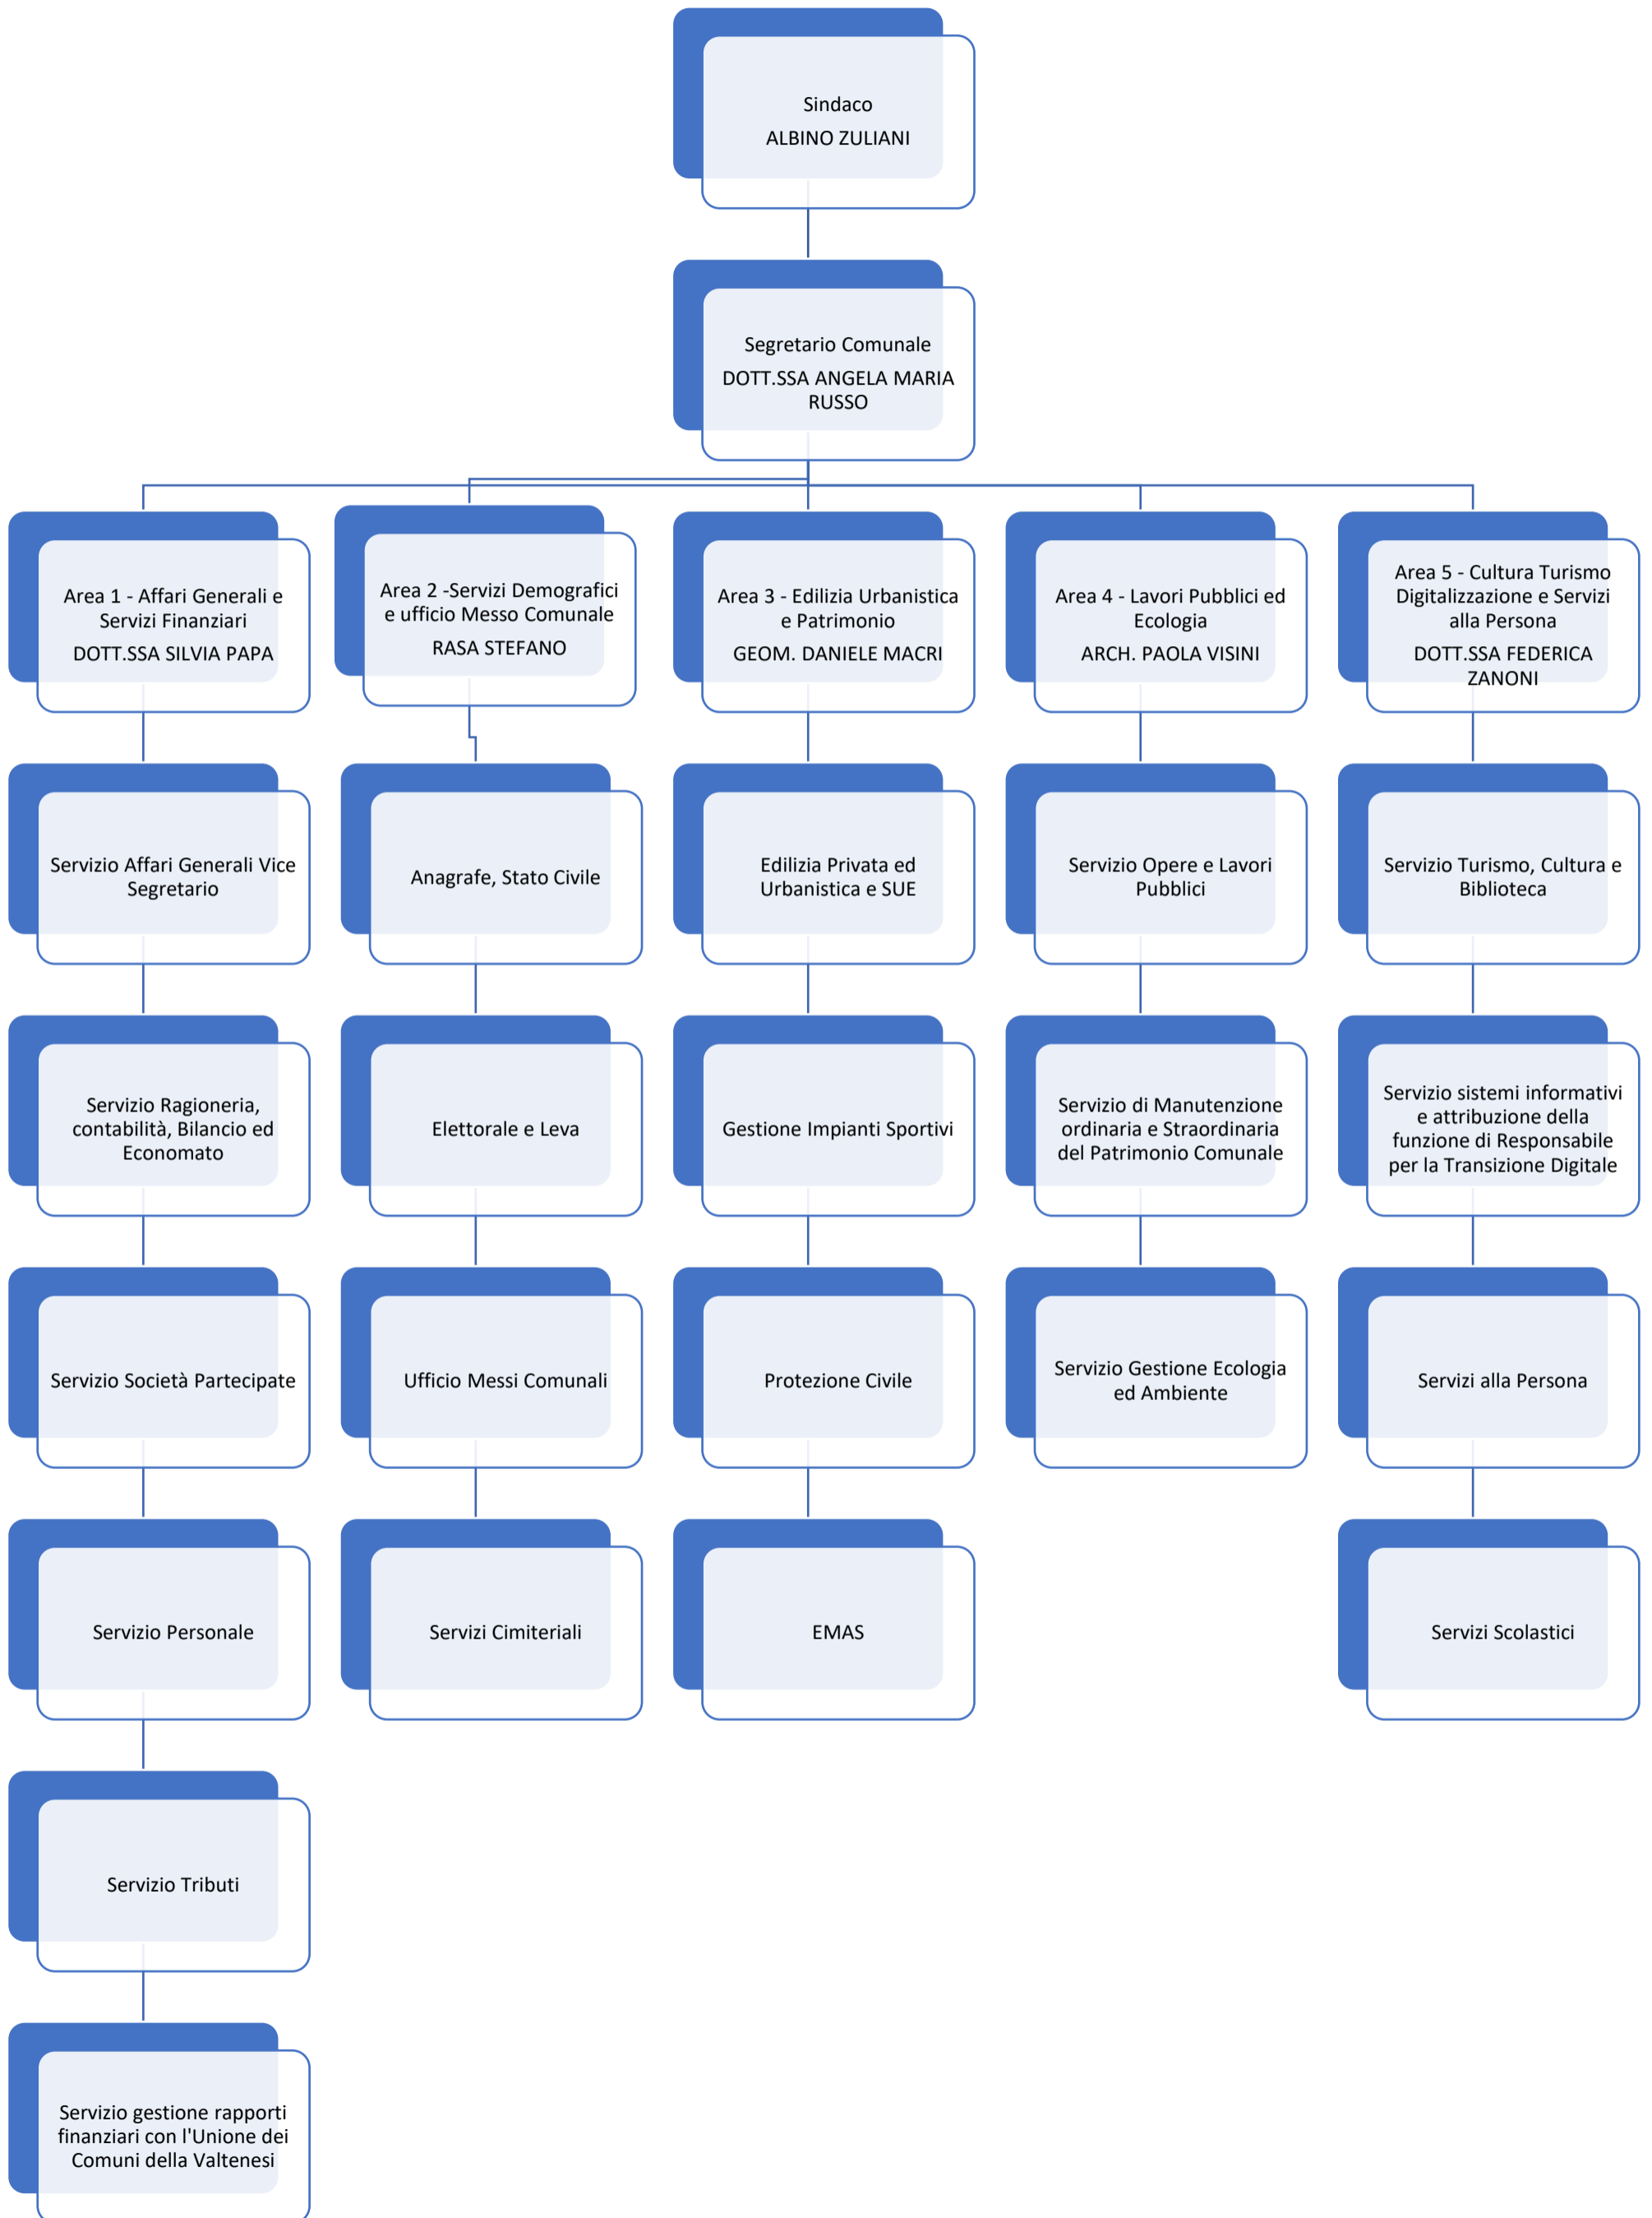 Sindaco
ALBINO ZULIANI
Segretario Comunale
DOTT.SSA ANGELA MARIA
RUSSO
Area 1 - Affari Generali e
Servizi Finanziari
DOTT.SSA SILVIA PAPA
Area 2 -Servizi Demografici
e ufficio Messo Comunale
RASA STEFANO
Area 3 - Edilizia Urbanistica
e Patrimonio
GEOM. DANIELE MACRI
Area 4 - Lavori Pubblici ed
Ecologia
ARCH. PAOLA VISINI
Area 5 - Cultura Turismo
Digitalizzazione e Servizi
alla Persona
DOTT.SSA FEDERICA
ZANONI
Servizio Affari Generali Vice
Segretario
Anagrafe, Stato Civile
Edilizia Privata ed
Urbanistica e SUE
Servizio Opere e Lavori
Pubblici
Servizio Turismo, Cultura e
Biblioteca
Servizio Ragioneria,
contabilità, Bilancio ed
Economato
Elettorale e Leva
Gestione Impianti Sportivi
Servizio di Manutenzione
ordinaria e Straordinaria
del Patrimonio Comunale
Servizio sistemi informativi
e attribuzione della
funzione di Responsabile
per la Transizione Digitale
Servizio Società Partecipate
Ufficio Messi Comunali
Protezione Civile
Servizio Gestione Ecologia
ed Ambiente
Servizi alla Persona
Servizio Personale
Servizi Cimiteriali
EMAS
Servizi Scolastici
Servizio Tributi
Servizio gestione rapporti
finanziari con l'Unione dei
Comuni della Valtenesi